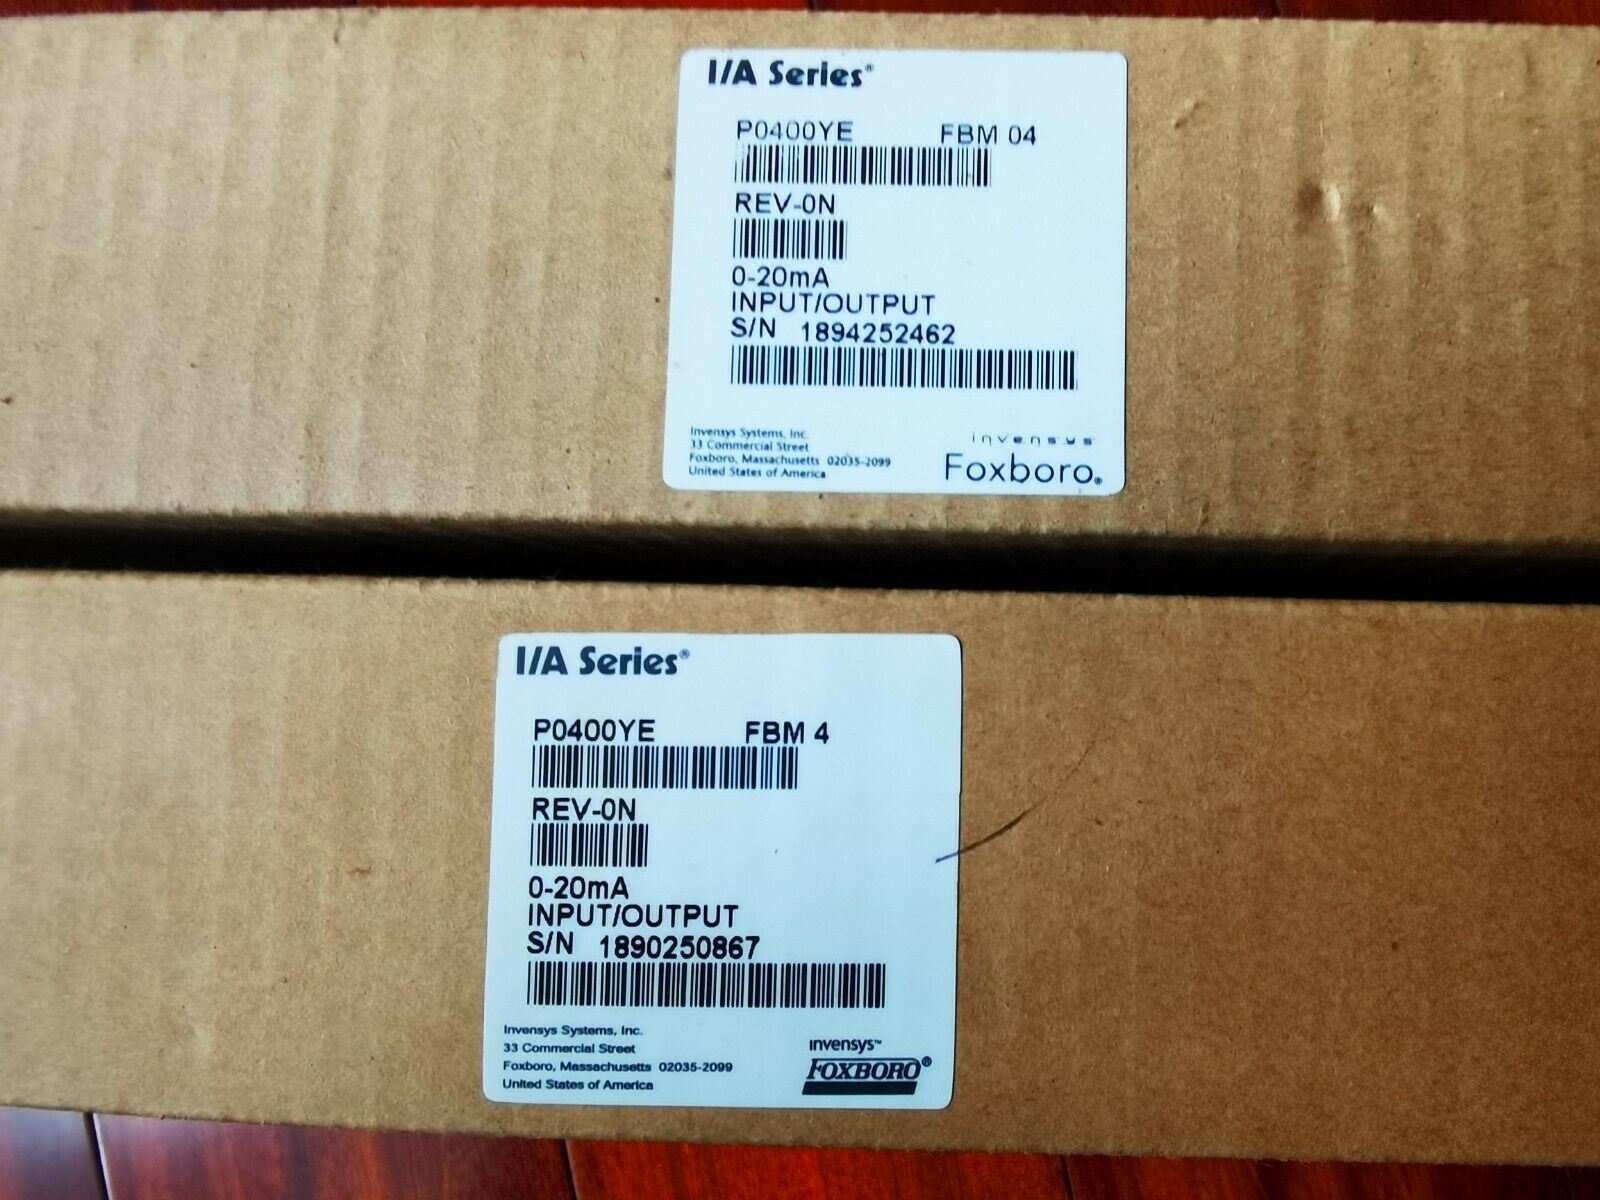 I/A Series®
P0400YE FBM 04
REV-0N
0-20mA
INPUT/OUTPUT
S/N 1894252462
Invensys Systems, Inc.
33 Commercial Street
Foxboro, Massachusetts 02035-2099
United States of America
invensys
Foxboro®
I/A Series®
P0400YE FBM 4
REV-0N
0-20mA
INPUT/OUTPUT
S/N 1890250867
Invensys Systems, Inc.
33 Commercial Street
Foxboro, Massachusetts 02035-2099
United States of America
invensys™
FOXBORO®